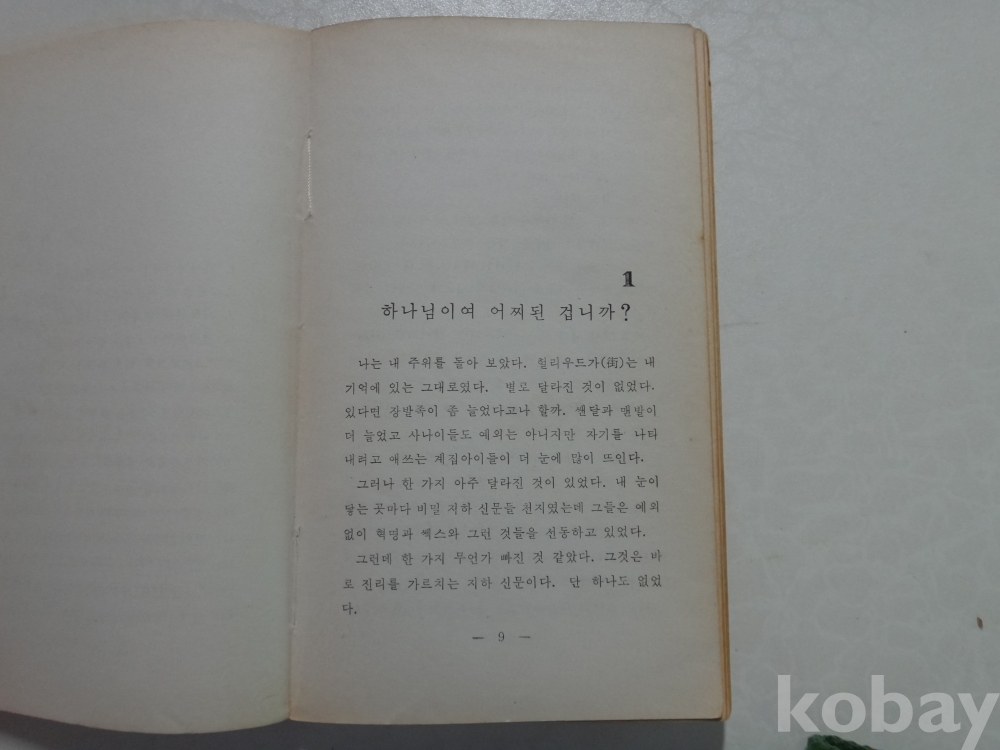 1
하나님이여 어찌된 겁니까?
나는 내 주위를 돌아 보았다. 헐리우드가(街)는 내
기억에 있는 그대로였다. 별로 달라진 것이 없었다.
있다면 장발족이 좀 늘었다고나 할까. 쌘달과 맨발이
더 늘었고 사나이들도 예외는 아니지만 자기를 나타
내려고 애쓰는 계집아이들이 더 눈에 많이 뜨인다.
그러나 한 가지 아주 달라진 것이 있었다. 내 눈이
닿는 곳마다 비밀 지하 신문들 천지였는데 그들은 예외
없이 혁명과 쎅스와 그런 것들을 선동하고 있었다.
그런데 한 가지 무언가 빠진 것 같았다. 그것은 바
로 진리를 가르치는 지하 신문이다. 단 하나도 없었
다.
— 9 —
kobay